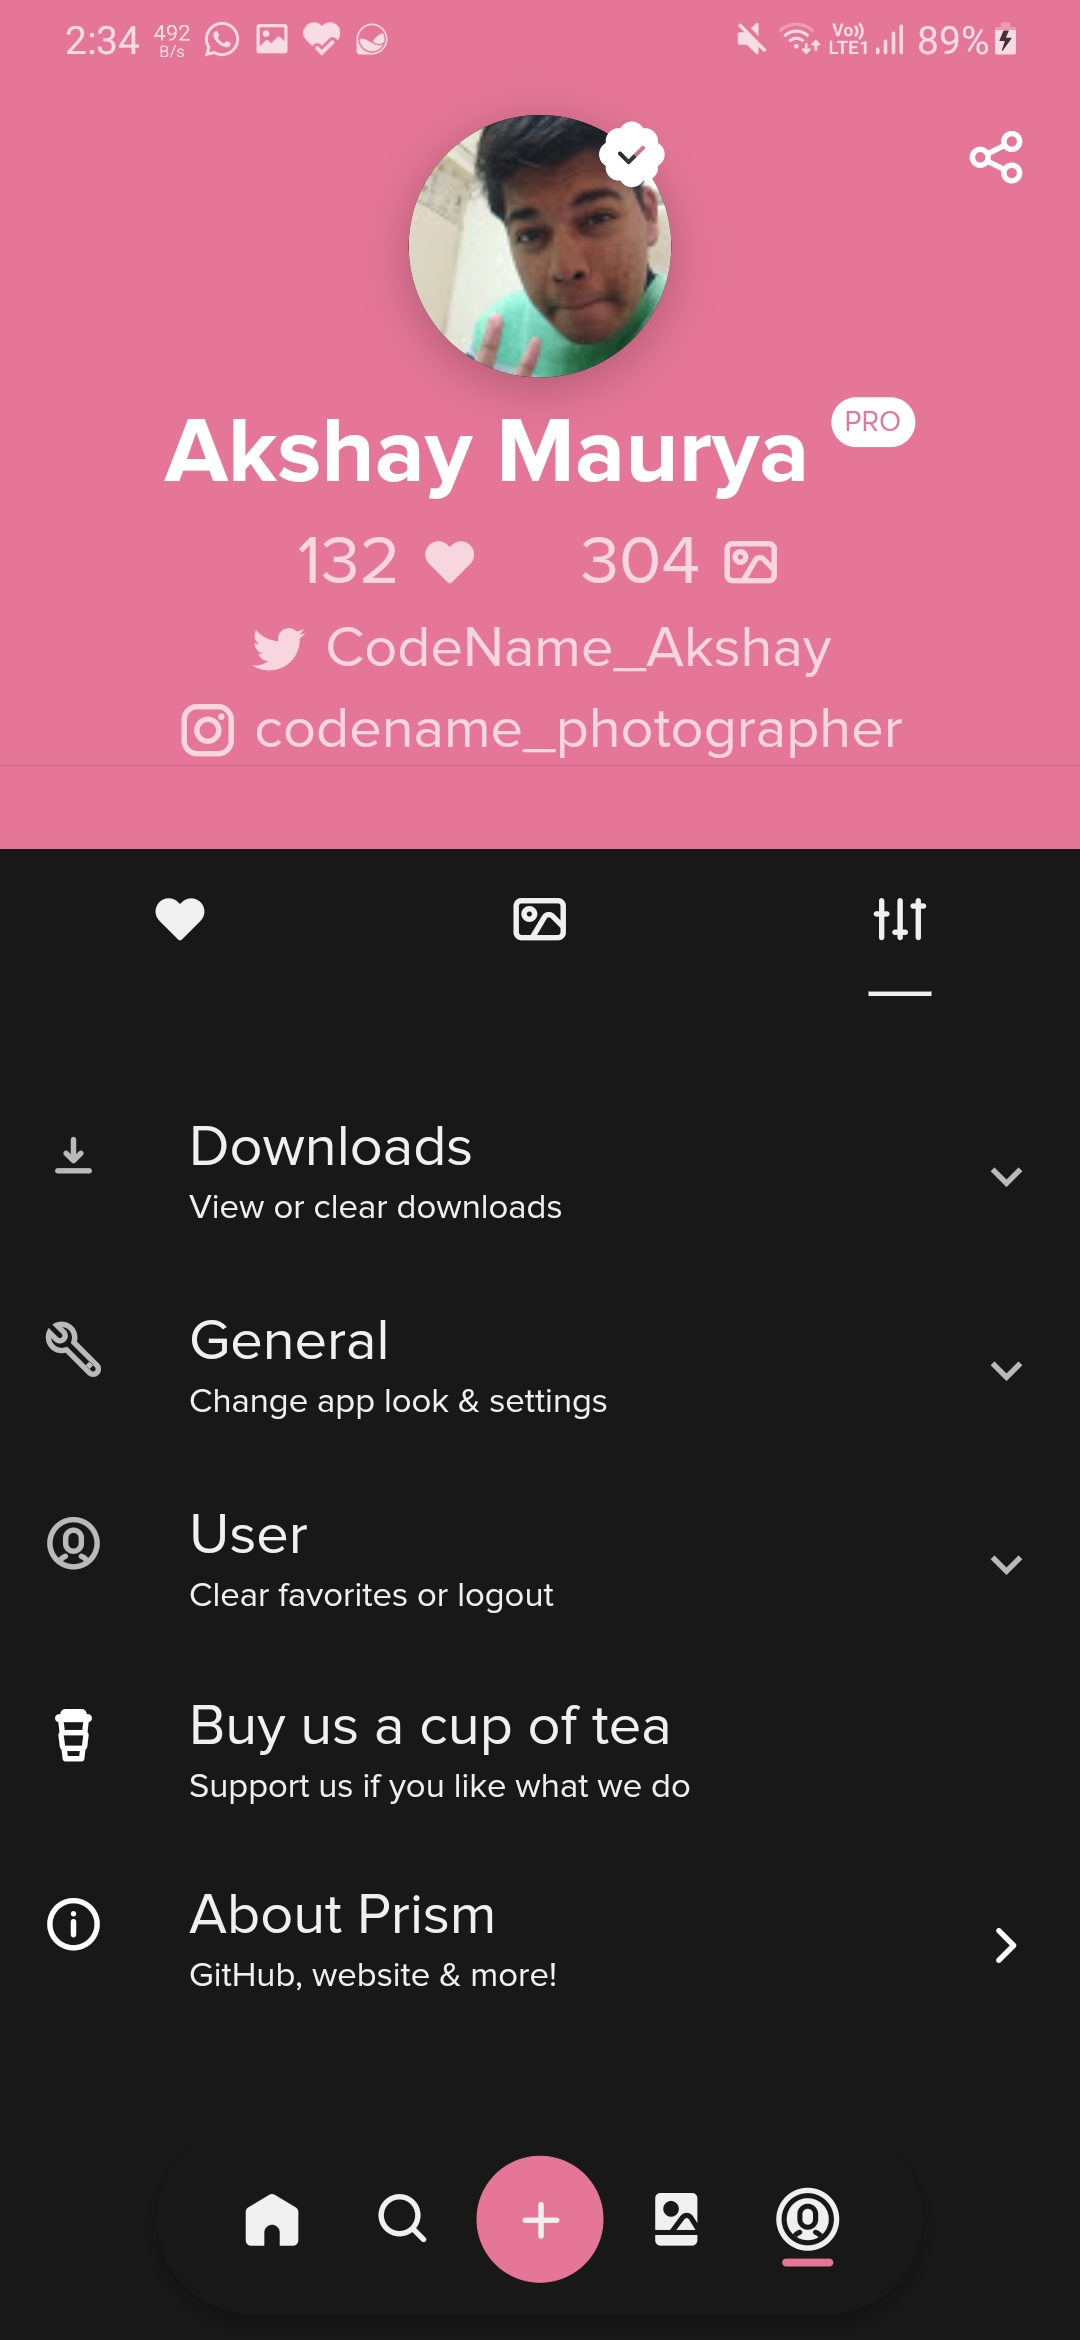 2:34 492 B/s Vo)) LTE1 89%
Akshay Maurya PRO
132 304
CodeName_Akshay
codename_photographer
Downloads
View or clear downloads
General
Change app look & settings
User
Clear favorites or logout
Buy us a cup of tea
Support us if you like what we do
About Prism
GitHub, website & more!